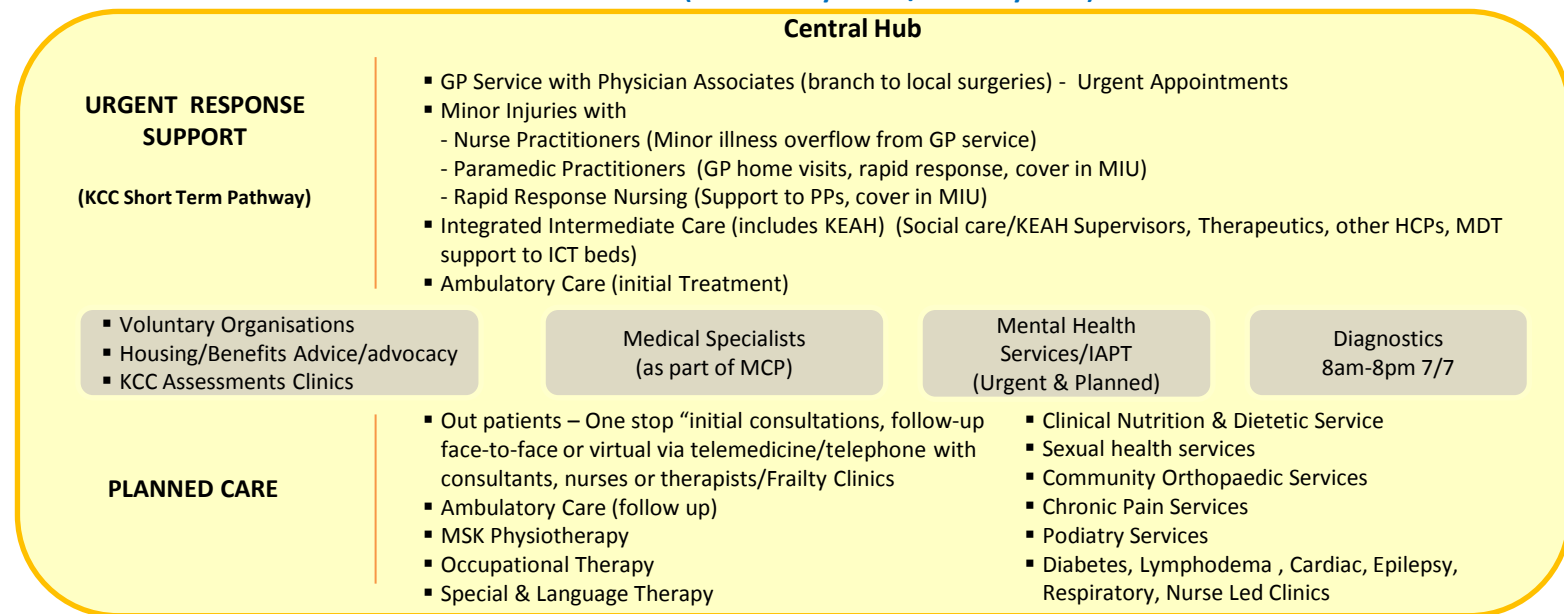 Central Hub
URGENT RESPONSE
SUPPORT
(KCC Short Term Pathway)
▪ GP Service with Physician Associates (branch to local surgeries) - Urgent Appointments
▪ Minor Injuries with
- Nurse Practitioners (Minor illness overflow from GP service)
- Paramedic Practitioners (GP home visits, rapid response, cover in MIU)
- Rapid Response Nursing (Support to PPs, cover in MIU)
▪ Integrated Intermediate Care (includes KEAH) (Social care/KEAH Supervisors, Therapeutics, other HCPs, MDT
support to ICT beds)
▪ Ambulatory Care (initial Treatment)
▪ Voluntary Organisations
▪ Housing/Benefits Advice/advocacy
▪ KCC Assessments Clinics
Medical Specialists
(as part of MCP)
Mental Health
Services/IAPT
(Urgent & Planned)
Diagnostics
8am-8pm 7/7
PLANNED CARE
▪ Out patients – One stop “initial consultations, follow-up
face-to-face or virtual via telemedicine/telephone with
consultants, nurses or therapists/Frailty Clinics
▪ Ambulatory Care (follow up)
▪ MSK Physiotherapy
▪ Occupational Therapy
▪ Special & Language Therapy
▪ Clinical Nutrition & Dietetic Service
▪ Sexual health services
▪ Community Orthopaedic Services
▪ Chronic Pain Services
▪ Podiatry Services
▪ Diabetes, Lymphodema , Cardiac, Epilepsy,
Respiratory, Nurse Led Clinics